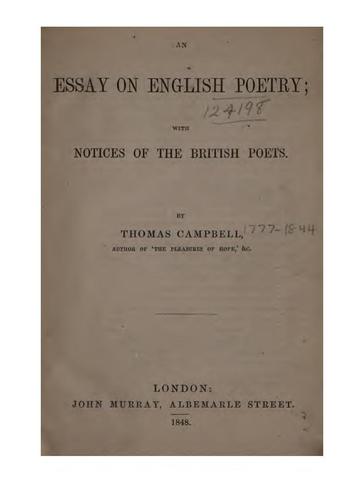 AN
ESSAY ON ENGLISH POETRY;
124198
WITH
NOTICES OF THE BRITISH POETS.
BY
THOMAS CAMPBELL, 1777-1844
AUTHOR OF 'THE PLEASURES OF HOPE,' &c.
LONDON:
JOHN MURRAY, ALBEMARLE STREET.
1848.